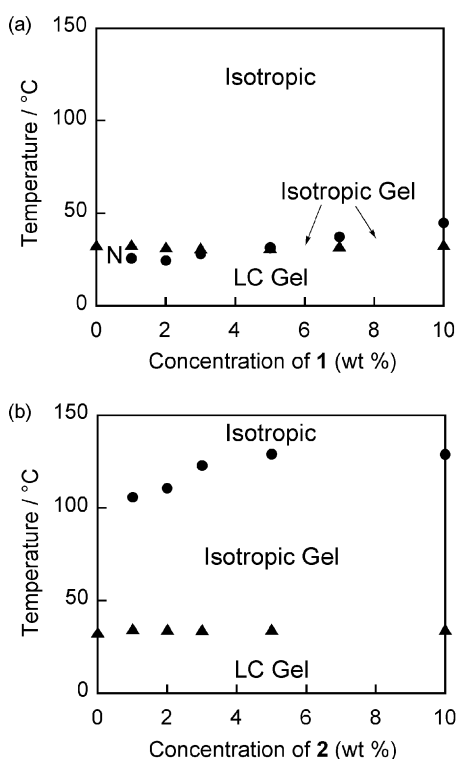 (a)
150
Isotropic
100
Temperature / °C
Isotropic Gel
50
N
LC Gel
0
0 2 4 6 8 10
Concentration of 1 (wt %)
(b)
150
Isotropic
100
Temperature / °C
Isotropic Gel
50
LC Gel
0
0 2 4 6 8 10
Concentration of 2 (wt %)